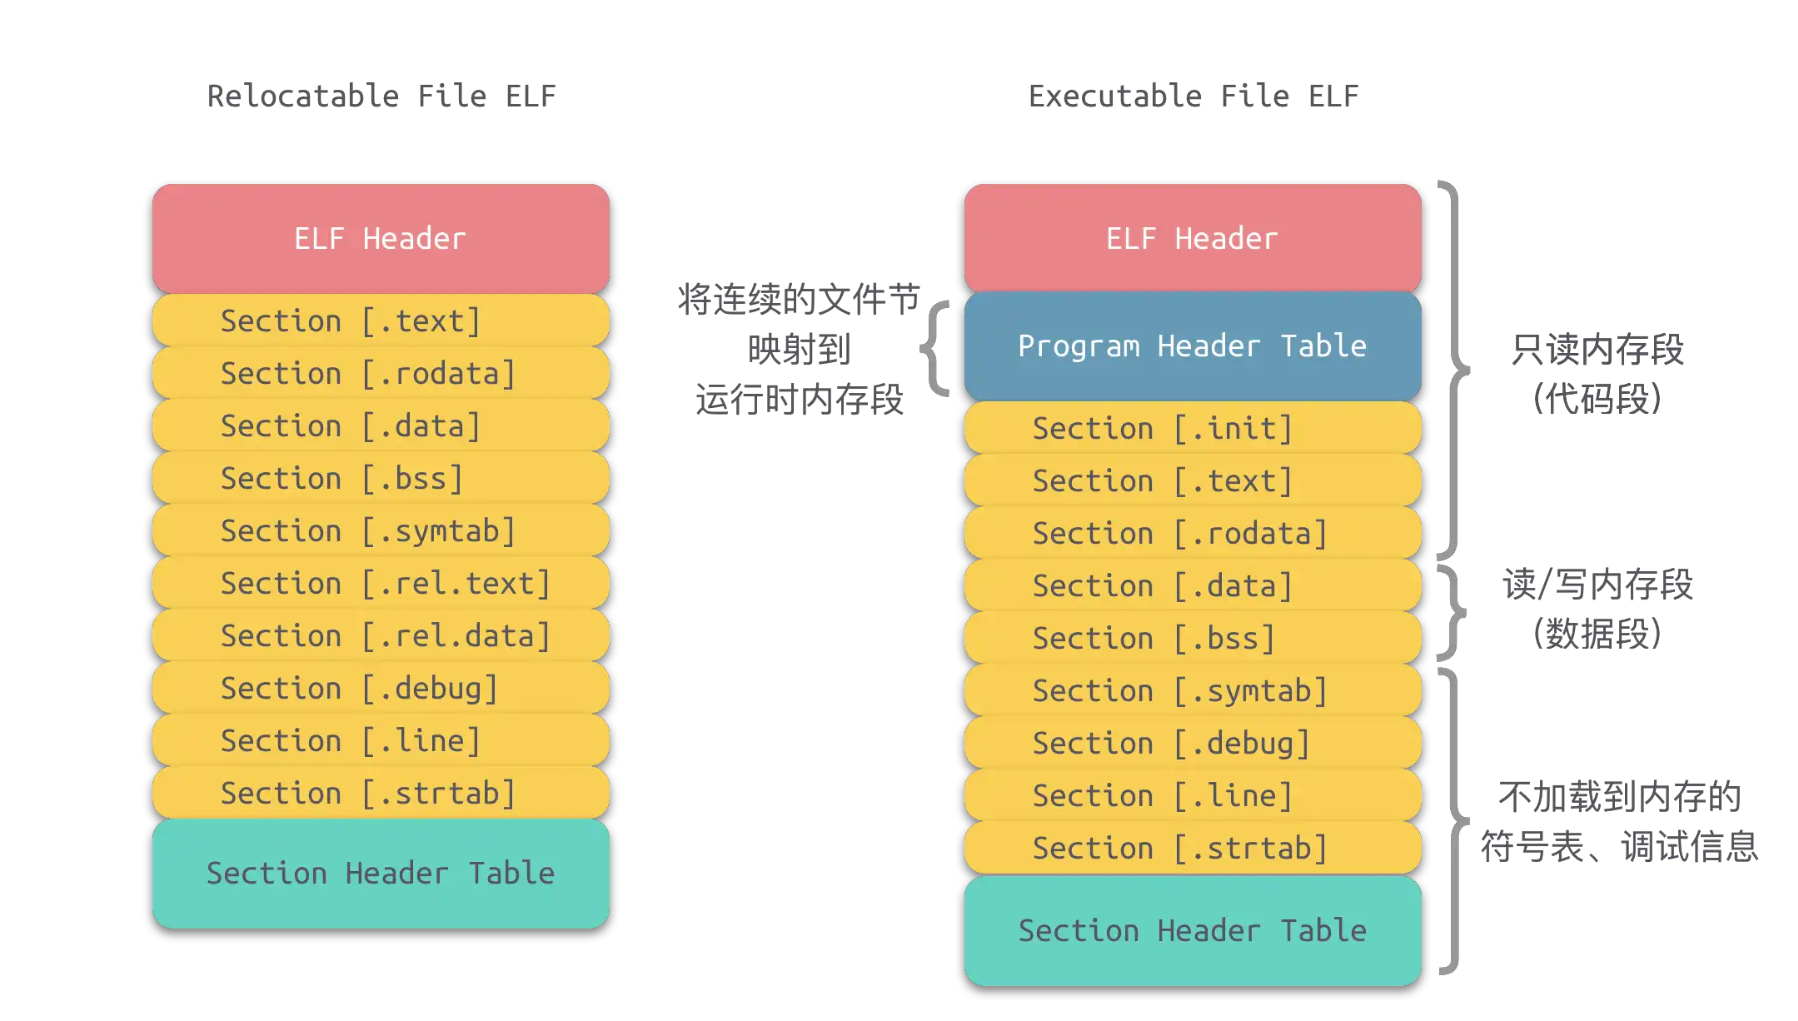 Relocatable File ELF
ELF Header
Section [.text]
Section [.rodata]
Section [.data]
Section [.bss]
Section [.symtab]
Section [.rel.text]
Section [.rel.data]
Section [.debug]
Section [.line]
Section [.strtab]
Section Header Table
将连续的文件节
映射到
运行时内存段
Executable File ELF
ELF Header
Program Header Table
Section [.init]
Section [.text]
Section [.rodata]
Section [.data]
Section [.bss]
Section [.symtab]
Section [.debug]
Section [.line]
Section [.strtab]
Section Header Table
只读内存段
(代码段)
读/写内存段
(数据段)
不加载到内存的
符号表、调试信息